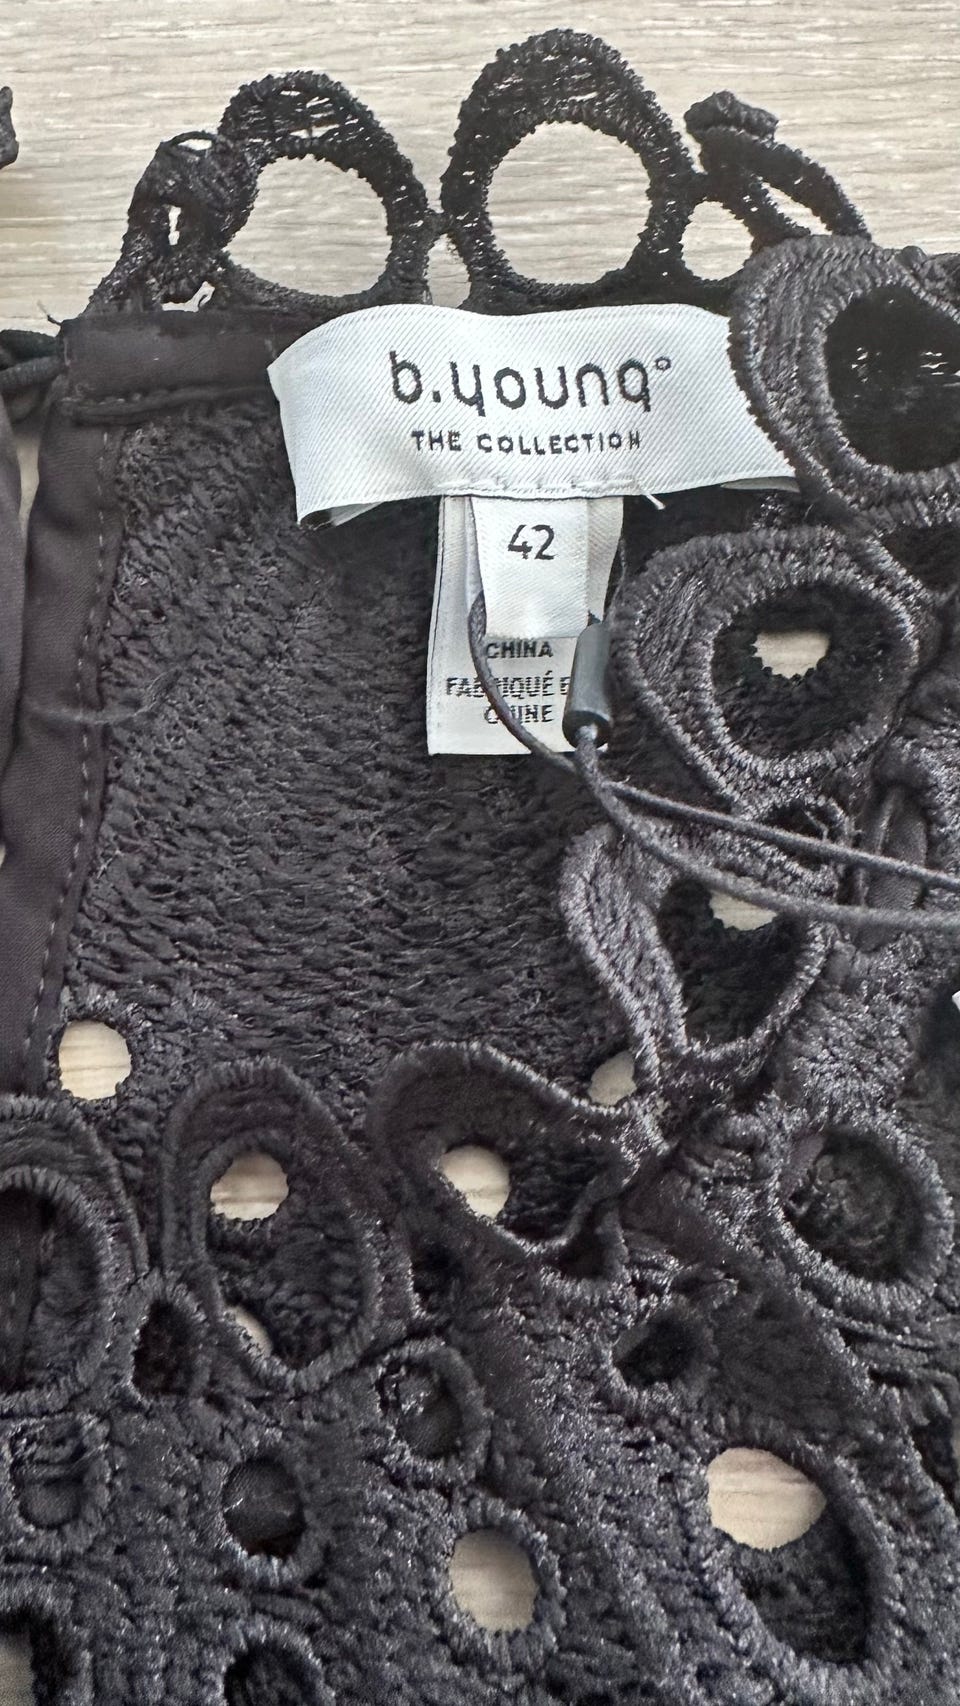 b.young°
THE COLLECTION
42
CHINA
FABRIQUÉ E
CHINE